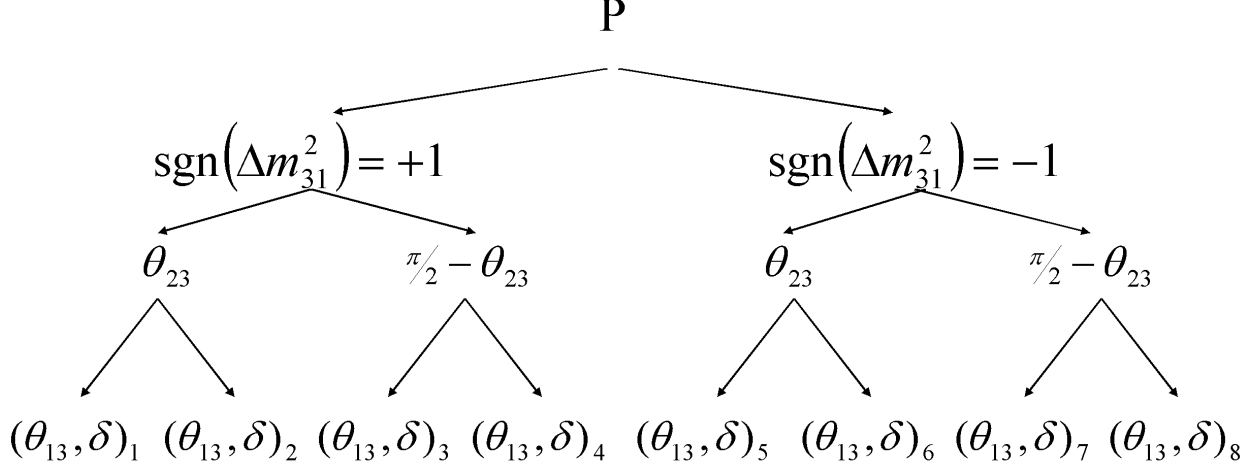 P
sgn(Δm²₃₁) = +1 sgn(Δm²₃₁) = −1
θ₂₃ π/2 − θ₂₃ θ₂₃ π/2 − θ₂₃
(θ₁₃, δ)₁ (θ₁₃, δ)₂ (θ₁₃, δ)₃ (θ₁₃, δ)₄ (θ₁₃, δ)₅ (θ₁₃, δ)₆ (θ₁₃, δ)₇ (θ₁₃, δ)₈